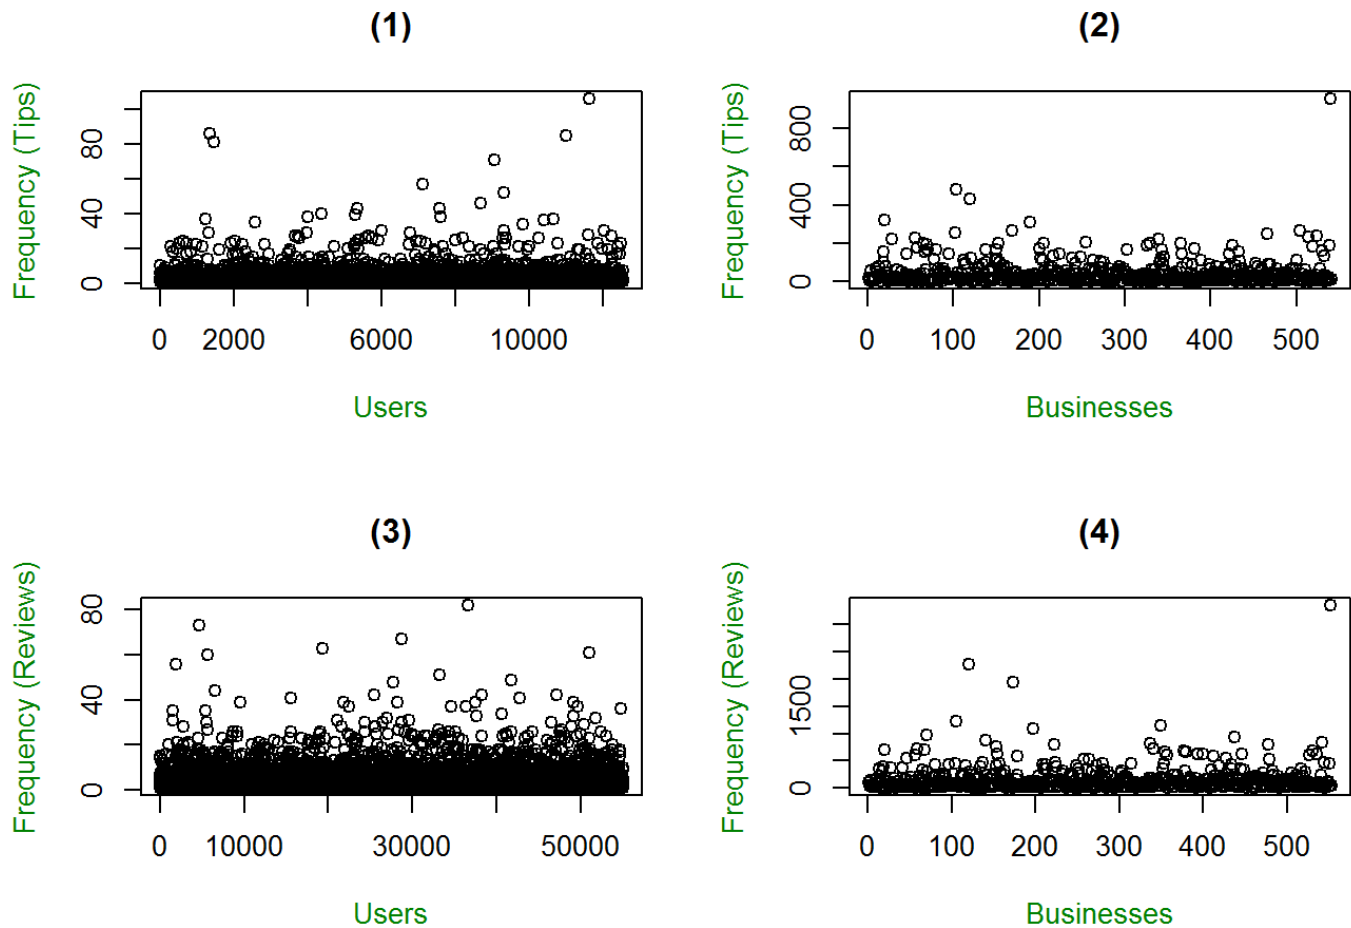 (1)
Frequency (Tips)
0 40 80
0 2000 6000 10000
Users
(2)
Frequency (Tips)
0 400 800
0 100 200 300 400 500
Businesses
(3)
Frequency (Reviews)
0 40 80
0 10000 30000 50000
Users
(4)
Frequency (Reviews)
0 1500
0 100 200 300 400 500
Businesses